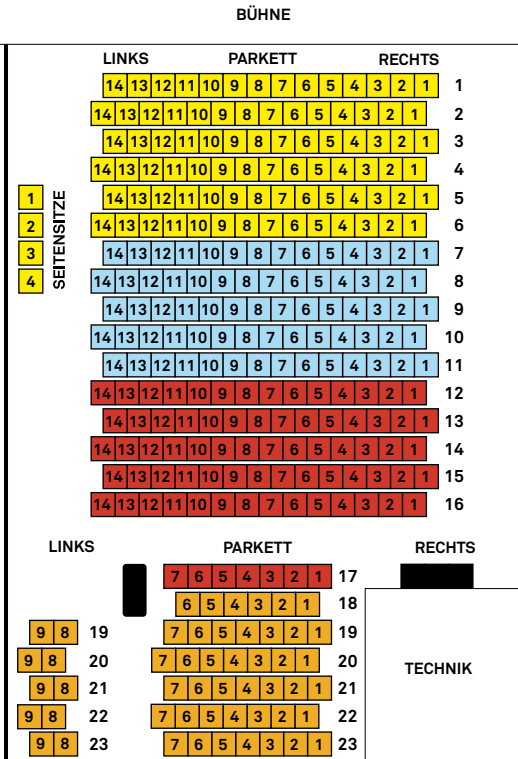 BÜHNE
LINKS PARKETT RECHTS
14 13 12 11 10 9 8 7 6 5 4 3 2 1 1
14 13 12 11 10 9 8 7 6 5 4 3 2 1 2
14 13 12 11 10 9 8 7 6 5 4 3 2 1 3
14 13 12 11 10 9 8 7 6 5 4 3 2 1 4
1 14 13 12 11 10 9 8 7 6 5 4 3 2 1 5
2 14 13 12 11 10 9 8 7 6 5 4 3 2 1 6
3 14 13 12 11 10 9 8 7 6 5 4 3 2 1 7
4 14 13 12 11 10 9 8 7 6 5 4 3 2 1 8
SEITENSITZE
14 13 12 11 10 9 8 7 6 5 4 3 2 1 9
14 13 12 11 10 9 8 7 6 5 4 3 2 1 10
14 13 12 11 10 9 8 7 6 5 4 3 2 1 11
14 13 12 11 10 9 8 7 6 5 4 3 2 1 12
14 13 12 11 10 9 8 7 6 5 4 3 2 1 13
14 13 12 11 10 9 8 7 6 5 4 3 2 1 14
14 13 12 11 10 9 8 7 6 5 4 3 2 1 15
14 13 12 11 10 9 8 7 6 5 4 3 2 1 16
LINKS PARKETT RECHTS
7 6 5 4 3 2 1 17
6 5 4 3 2 1 18
9 8 19 7 6 5 4 3 2 1 19
9 8 20 7 6 5 4 3 2 1 20
TECHNIK
9 8 21 7 6 5 4 3 2 1 21
9 8 22 7 6 5 4 3 2 1 22
9 8 23 7 6 5 4 3 2 1 23